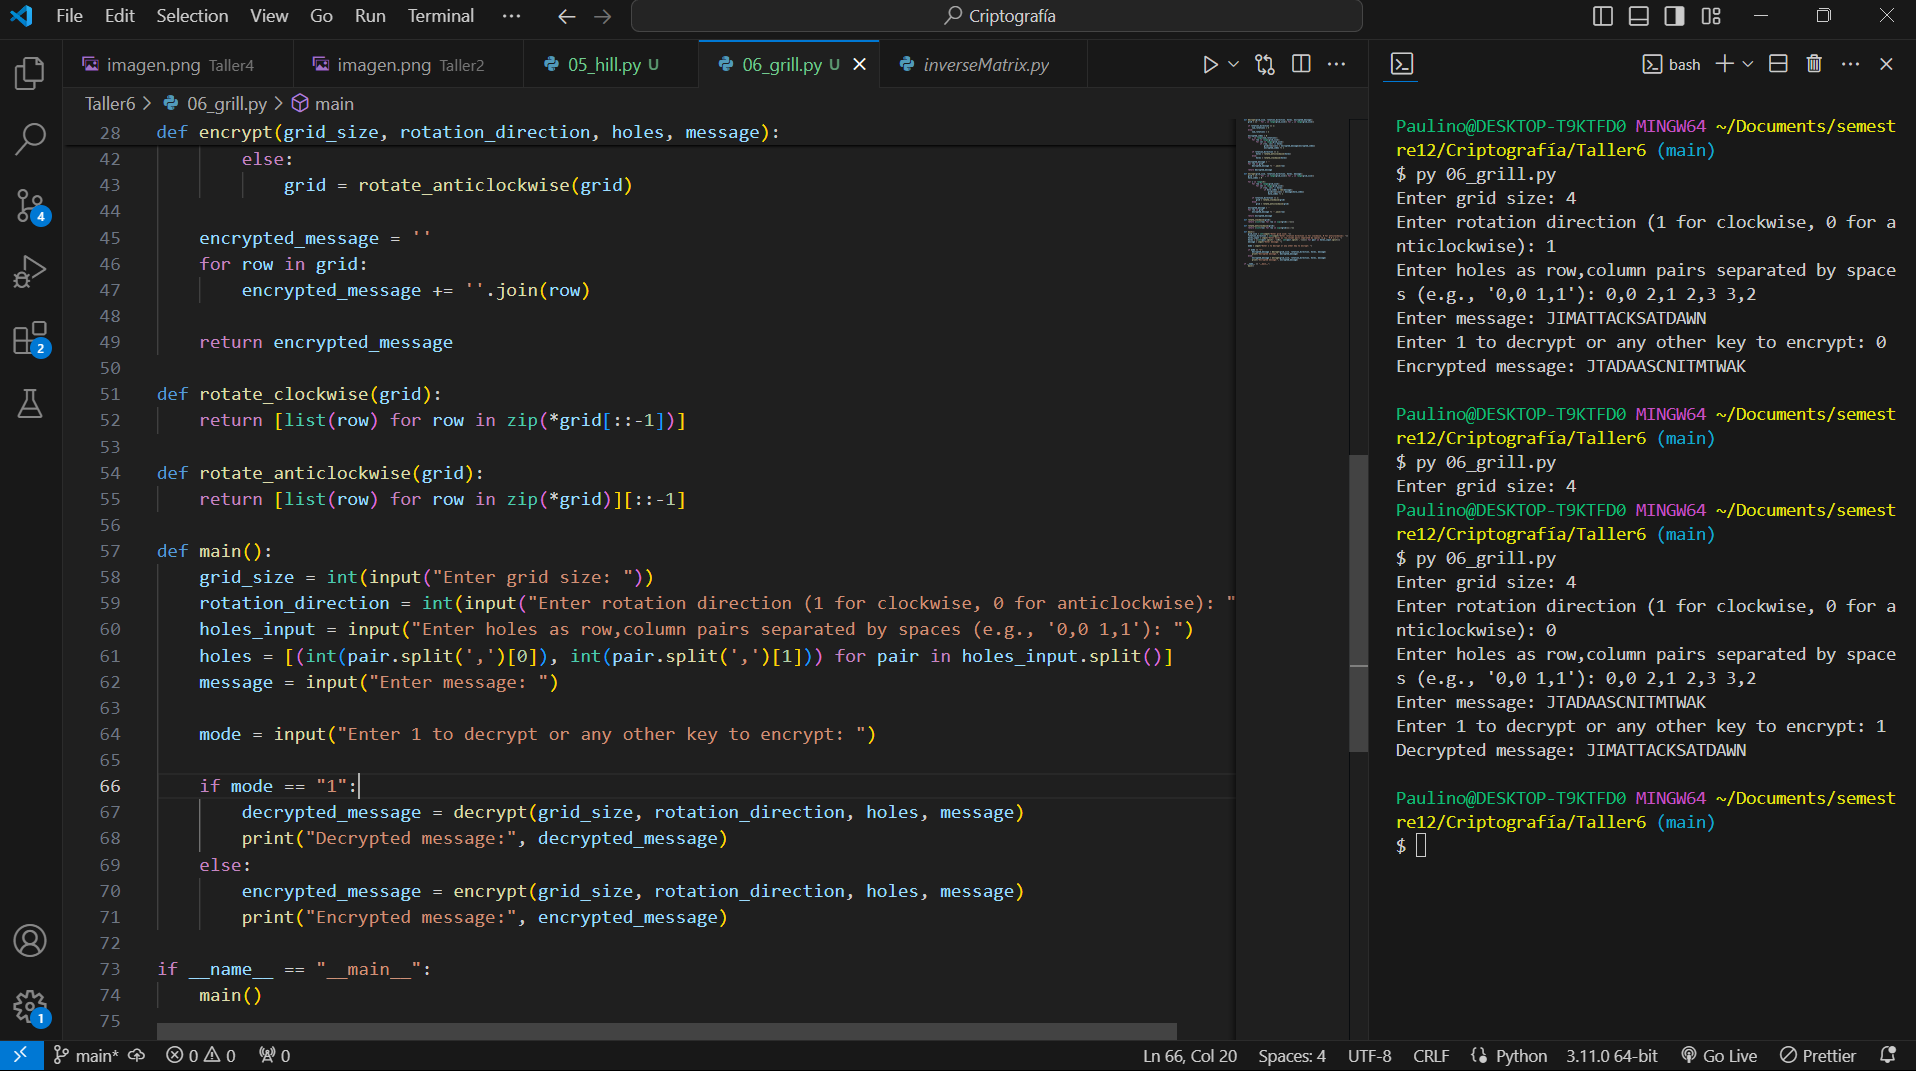 File Edit Selection View Go Run Terminal ··· Criptografía
imagen.png Taller4 imagen.png Taller2 05_hill.py U 06_grill.py U inverseMatrix.py
Taller6 > 06_grill.py > main
28 def encrypt(grid_size, rotation_direction, holes, message):
42 else:
43 grid = rotate_anticlockwise(grid)
44
45 encrypted_message = ''
46 for row in grid:
47 encrypted_message += ''.join(row)
48
49 return encrypted_message
50
51 def rotate_clockwise(grid):
52 return [list(row) for row in zip(*grid[::-1])]
53
54 def rotate_anticlockwise(grid):
55 return [list(row) for row in zip(*grid)][::-1]
56
57 def main():
58 grid_size = int(input("Enter grid size: "))
59 rotation_direction = int(input("Enter rotation direction (1 for clockwise, 0 for anticlockwise): "
60 holes_input = input("Enter holes as row,column pairs separated by spaces (e.g., '0,0 1,1'): ")
61 holes = [(int(pair.split(',')[0]), int(pair.split(',')[1])) for pair in holes_input.split()]
62 message = input("Enter message: ")
63
64 mode = input("Enter 1 to decrypt or any other key to encrypt: ")
65
66 if mode == "1":
67 decrypted_message = decrypt(grid_size, rotation_direction, holes, message)
68 print("Decrypted message:", decrypted_message)
69 else:
70 encrypted_message = encrypt(grid_size, rotation_direction, holes, message)
71 print("Encrypted message:", encrypted_message)
72
73 if __name__ == "__main__":
74 main()
75
bash
Paulino@DESKTOP-T9KTFD0 MINGW64 ~/Documents/semest
re12/Criptografía/Taller6 (main)
$ py 06_grill.py
Enter grid size: 4
Enter rotation direction (1 for clockwise, 0 for a
nticlockwise): 1
Enter holes as row,column pairs separated by space
s (e.g., '0,0 1,1'): 0,0 2,1 2,3 3,2
Enter message: JIMATTACKSATDAWN
Enter 1 to decrypt or any other key to encrypt: 0
Encrypted message: JTADAASCNITMTWAK
Paulino@DESKTOP-T9KTFD0 MINGW64 ~/Documents/semest
re12/Criptografía/Taller6 (main)
$ py 06_grill.py
Enter grid size: 4
Paulino@DESKTOP-T9KTFD0 MINGW64 ~/Documents/semest
re12/Criptografía/Taller6 (main)
$ py 06_grill.py
Enter grid size: 4
Enter rotation direction (1 for clockwise, 0 for a
nticlockwise): 0
Enter holes as row,column pairs separated by space
s (e.g., '0,0 1,1'): 0,0 2,1 2,3 3,2
Enter message: JTADAASCNITMTWAK
Enter 1 to decrypt or any other key to encrypt: 1
Decrypted message: JIMATTACKSATDAWN
Paulino@DESKTOP-T9KTFD0 MINGW64 ~/Documents/semest
re12/Criptografía/Taller6 (main)
$
4
2
1
main* 0 0 0 Ln 66, Col 20 Spaces: 4 UTF-8 CRLF Python 3.11.0 64-bit Go Live Prettier